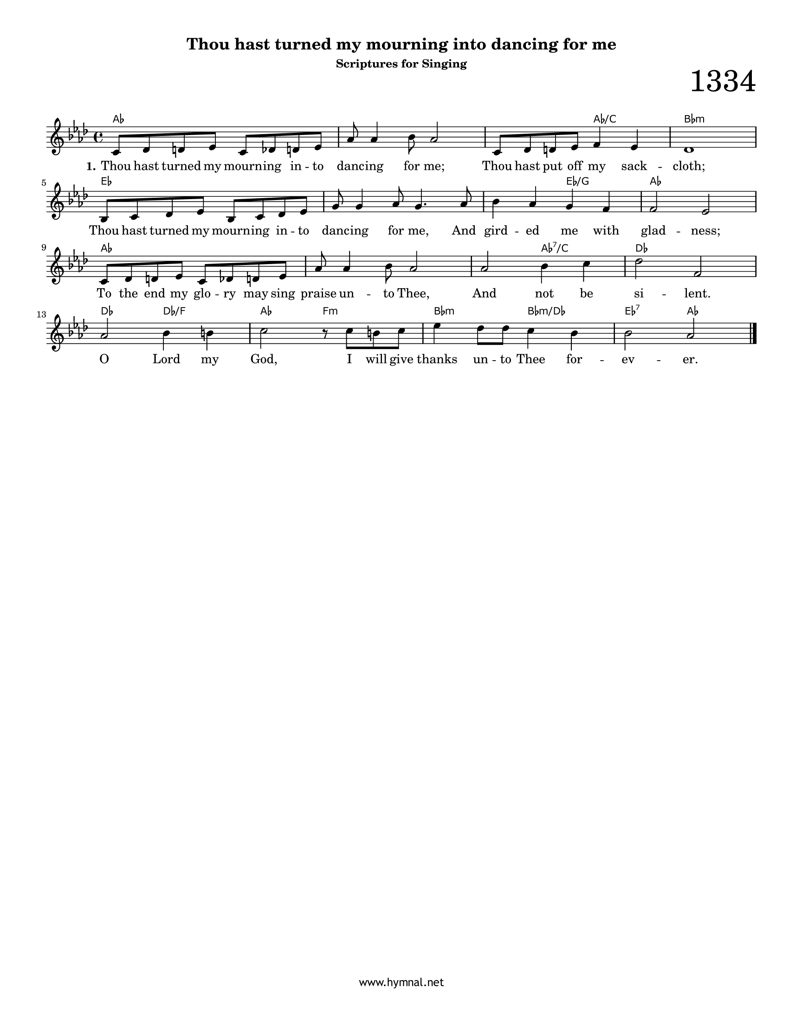 Thou hast turned my mourning into dancing for me
Scriptures for Singing
1334
A♭ A♭/C B♭m
1. Thou hast turned my mourning in - to dancing for me; Thou hast put off my sack - cloth;
5 E♭ E♭/G A♭
Thou hast turned my mourning in - to dancing for me, And gird - ed me with glad - ness;
9 A♭ A♭7/C D♭
To the end my glo - ry may sing praise un - to Thee, And not be si - lent.
13 D♭ D♭/F A♭ Fm B♭m B♭m/D♭ E♭7 A♭
O Lord my God, I will give thanks un - to Thee for - ev - er.
www.hymnal.net